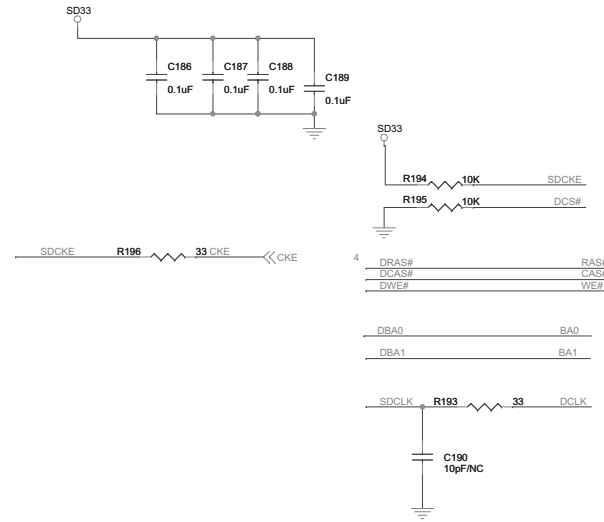 SD33
C186
C187
C188
C189
0.1uF
0.1uF
0.1uF
0.1uF
SD33
R194 10K SDCKE
R195 10K DCS#
SDCKE R196 33 CKE CKE
4
DRAS# RAS#
DCAS# CAS#
DWE# WE#
DBA0 BA0
DBA1 BA1
SDCLK R193 33 DCLK
C190
10pF/NC